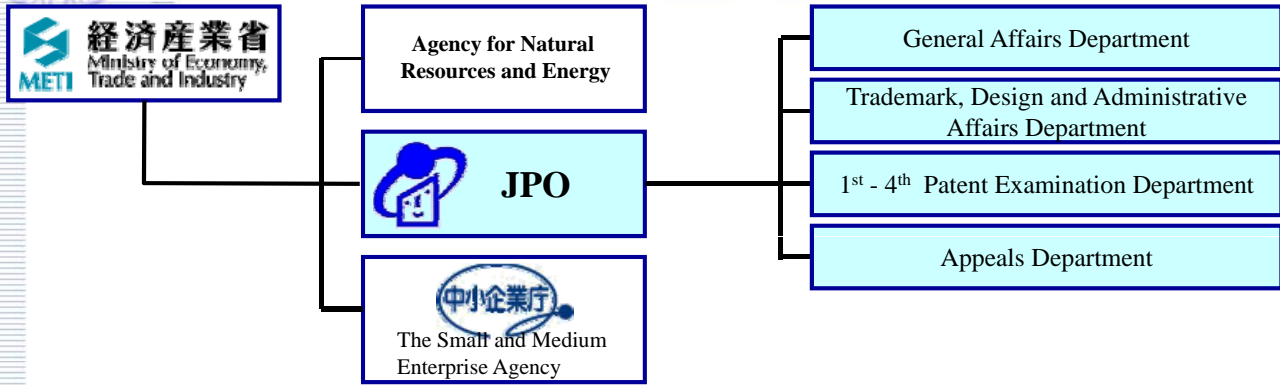 経済産業省
METI
Ministry of Economy,
Trade and Industry
Agency for Natural
Resources and Energy
JPO
中小企業庁
The Small and Medium
Enterprise Agency
General Affairs Department
Trademark, Design and Administrative
Affairs Department
1st - 4th Patent Examination Department
Appeals Department